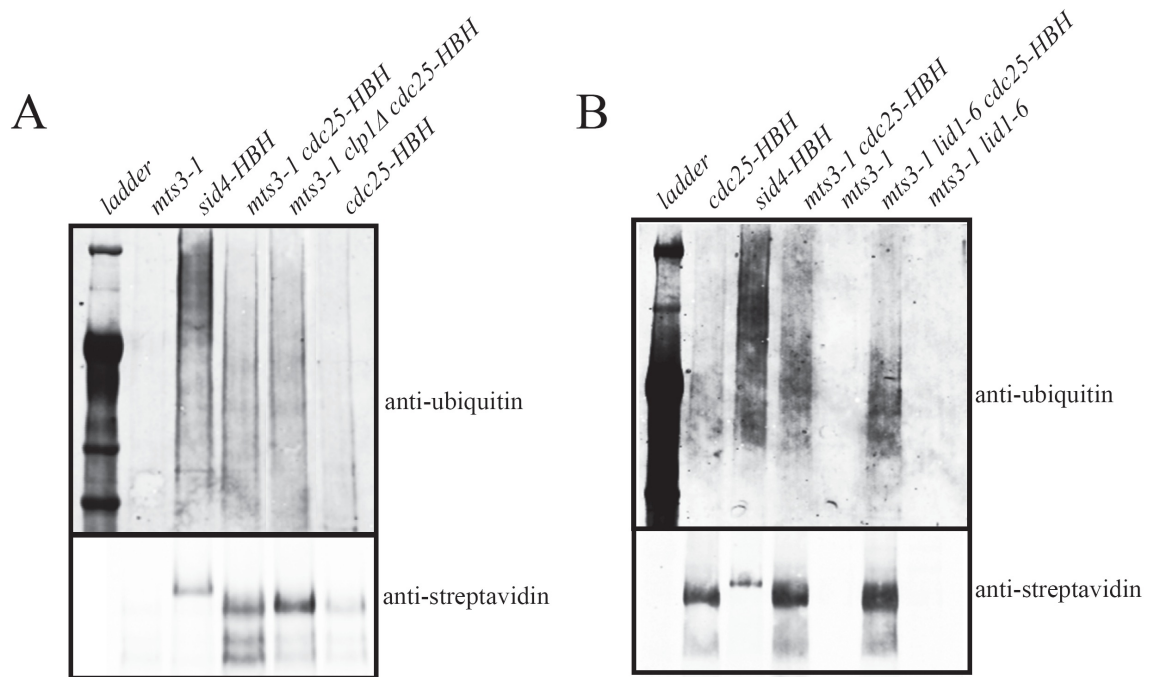 A
ladder
mts3-1
sid4-HBH
mts3-1 cdc25-HBH
mts3-1 clp1Δ cdc25-HBH
cdc25-HBH
anti-ubiquitin
anti-streptavidin
B
ladder
cdc25-HBH
sid4-HBH
mts3-1 cdc25-HBH
mts3-1
mts3-1 lid1-6 cdc25-HBH
mts3-1 lid1-6
anti-ubiquitin
anti-streptavidin